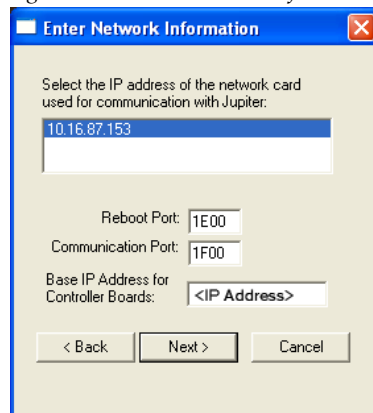 Enter Network Information
Select the IP address of the network card
used for communication with Jupiter:
10.16.87.153
Reboot Port: 1E00
Communication Port: 1F00
Base IP Address for
Controller Boards: <IP Address>
< Back Next > Cancel